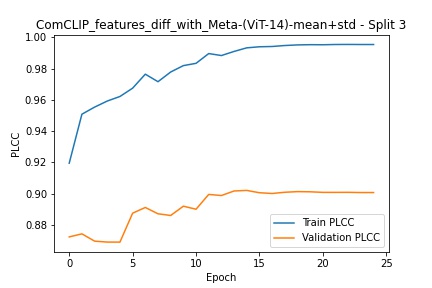 ComCLIP_features_diff_with_Meta-(ViT-14)-mean+std - Split 3
1.00
0.98
0.96
0.94
0.92
0.90
0.88
PLCC
0 5 10 15 20 25
Epoch
Train PLCC
Validation PLCC